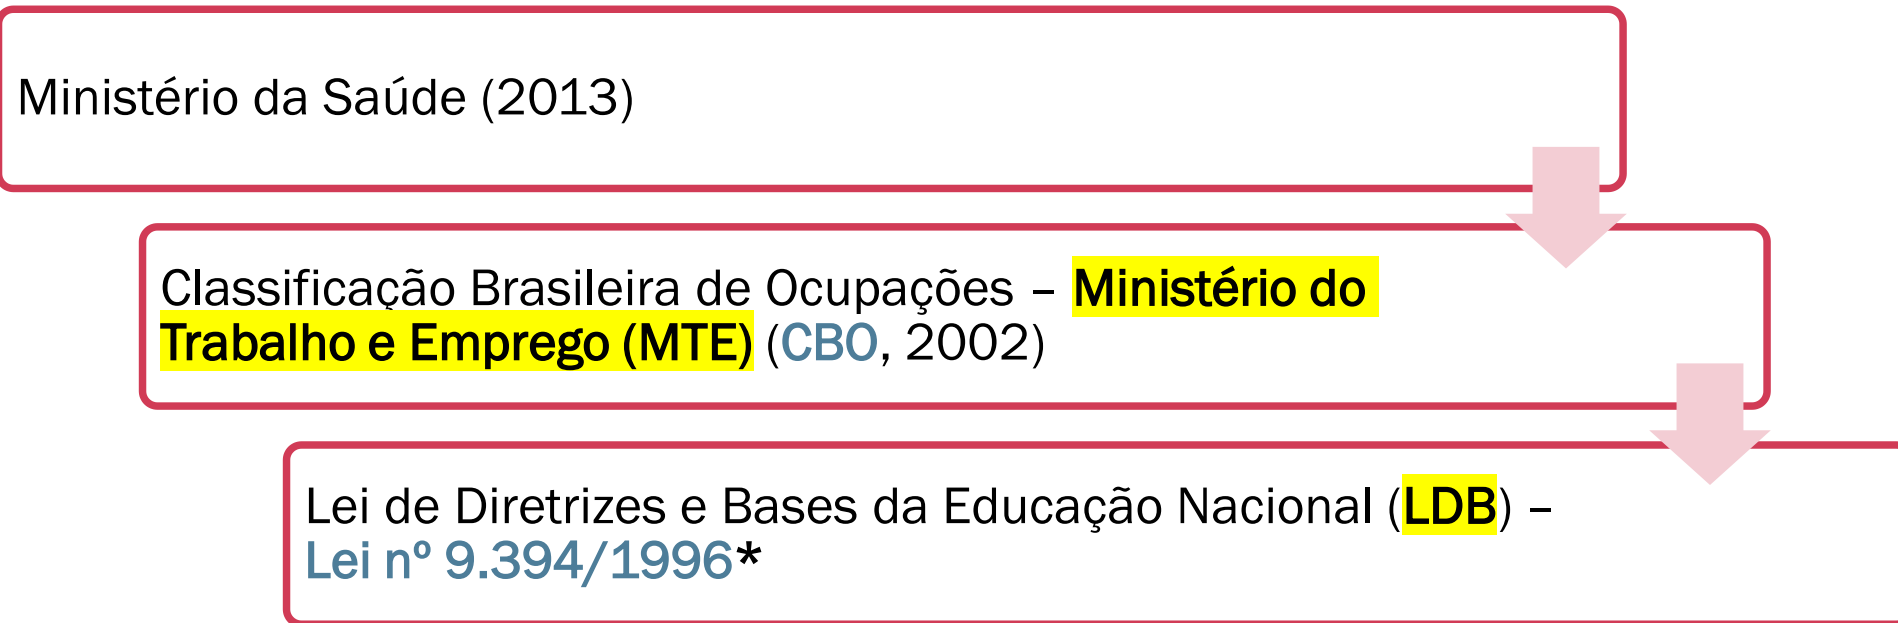 Ministério da Saúde (2013)
Classificação Brasileira de Ocupações – Ministério do
Trabalho e Emprego (MTE) (CBO, 2002)
Lei de Diretrizes e Bases da Educação Nacional (LDB) –
Lei nº 9.394/1996*